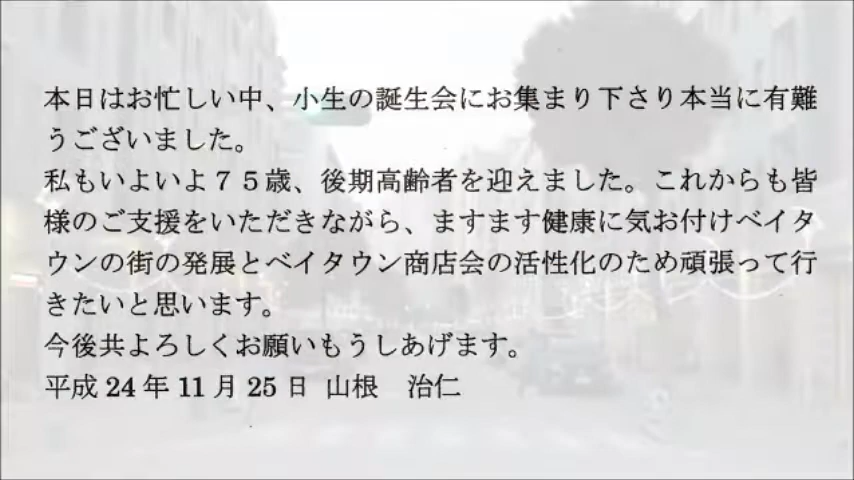 本日はお忙しい中、小生の誕生会にお集まり下さり本当に有難
うございました。
私もいよいよ７５歳、後期高齢者を迎えました。これからも皆
様のご支援をいただきながら、ますます健康に気お付けベイタ
ウンの街の発展とベイタウン商店会の活性化のため頑張って行
きたいと思います。
今後共よろしくお願いもうしあげます。
平成 24 年 11 月 25 日 山根　治仁